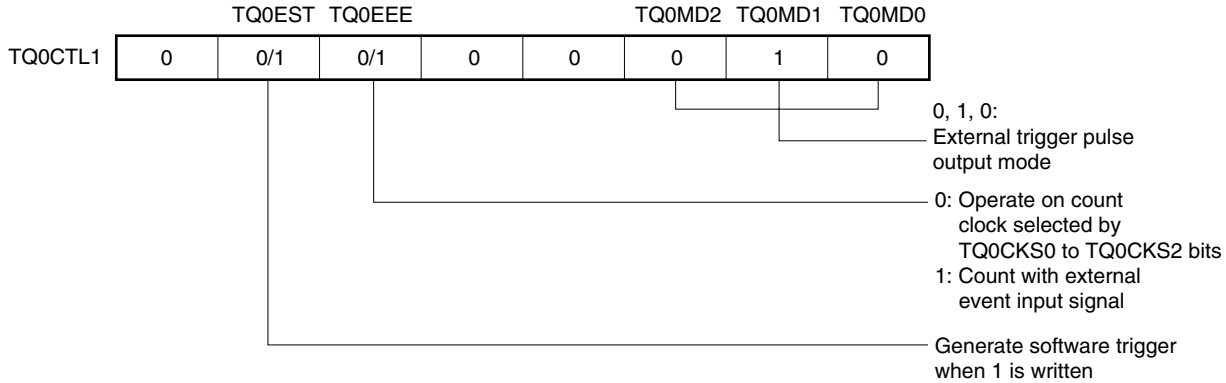 TQ0EST TQ0EEE TQ0MD2 TQ0MD1 TQ0MD0
TQ0CTL1 0 0/1 0/1 0 0 0 1 0
0, 1, 0:
External trigger pulse
output mode
0: Operate on count
clock selected by
TQ0CKS0 to TQ0CKS2 bits
1: Count with external
event input signal
Generate software trigger
when 1 is written